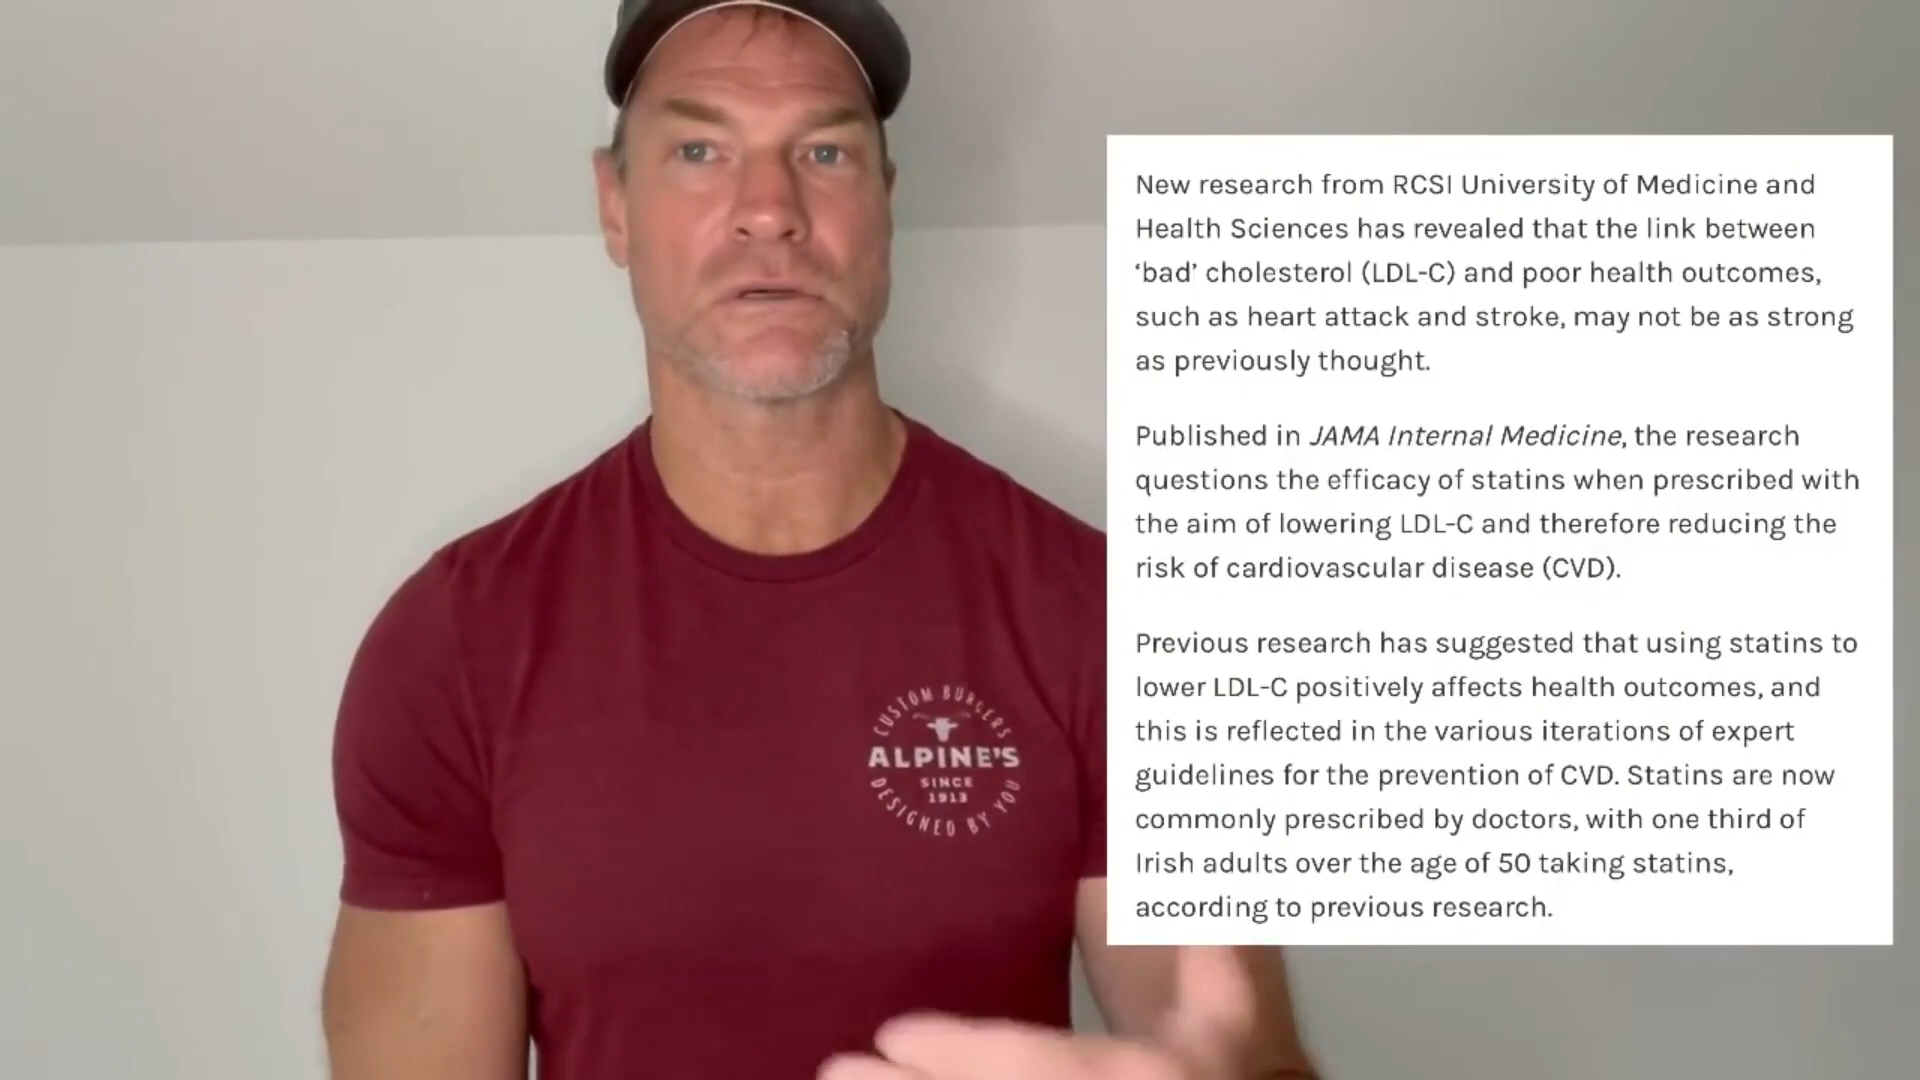 CUSTOM BURGERS
ALPINE'S
SINCE
1913
DESIGNED BY YOU
New research from RCSI University of Medicine and
Health Sciences has revealed that the link between
‘bad’ cholesterol (LDL-C) and poor health outcomes,
such as heart attack and stroke, may not be as strong
as previously thought.
Published in JAMA Internal Medicine, the research
questions the efficacy of statins when prescribed with
the aim of lowering LDL-C and therefore reducing the
risk of cardiovascular disease (CVD).
Previous research has suggested that using statins to
lower LDL-C positively affects health outcomes, and
this is reflected in the various iterations of expert
guidelines for the prevention of CVD. Statins are now
commonly prescribed by doctors, with one third of
Irish adults over the age of 50 taking statins,
according to previous research.